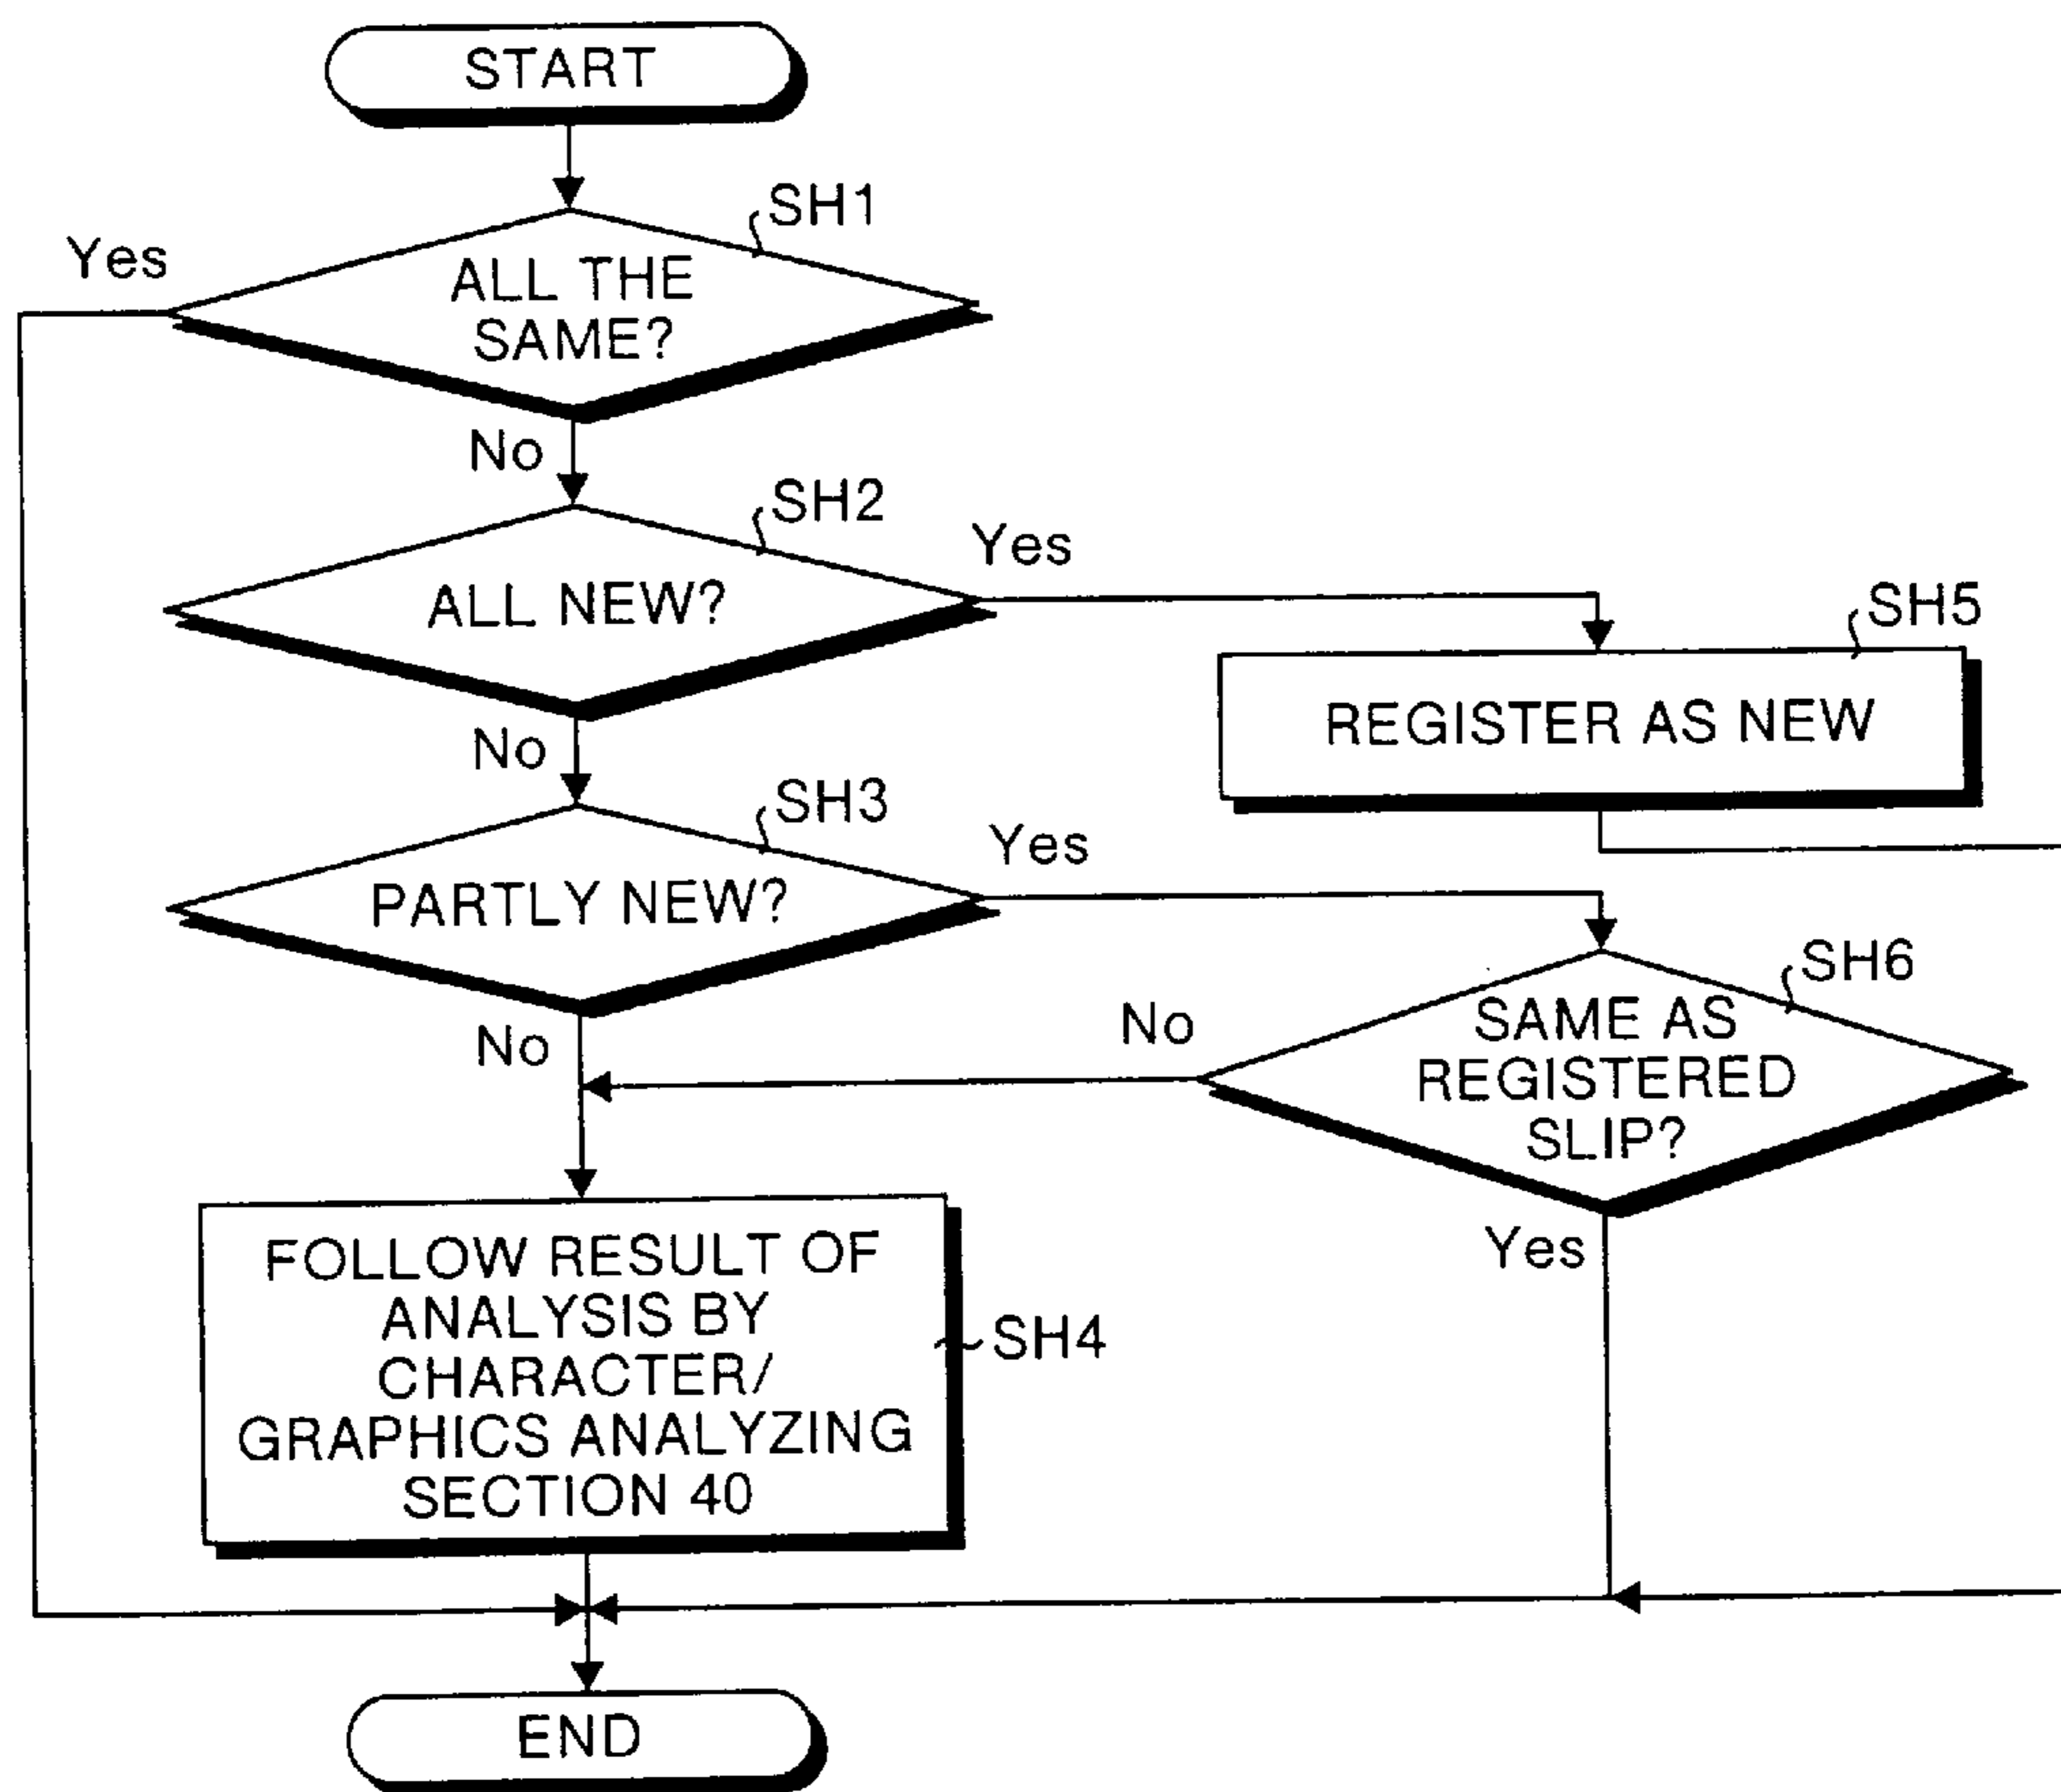 START
SH1
Yes
ALL THE
SAME?
No
SH2
Yes
ALL NEW?
SH5
REGISTER AS NEW
No
SH3
Yes
PARTLY NEW?
SH6
No
SAME AS
REGISTERED
SLIP?
No
Yes
FOLLOW RESULT OF
ANALYSIS BY
CHARACTER/
GRAPHICS ANALYZING
SECTION 40
SH4
END